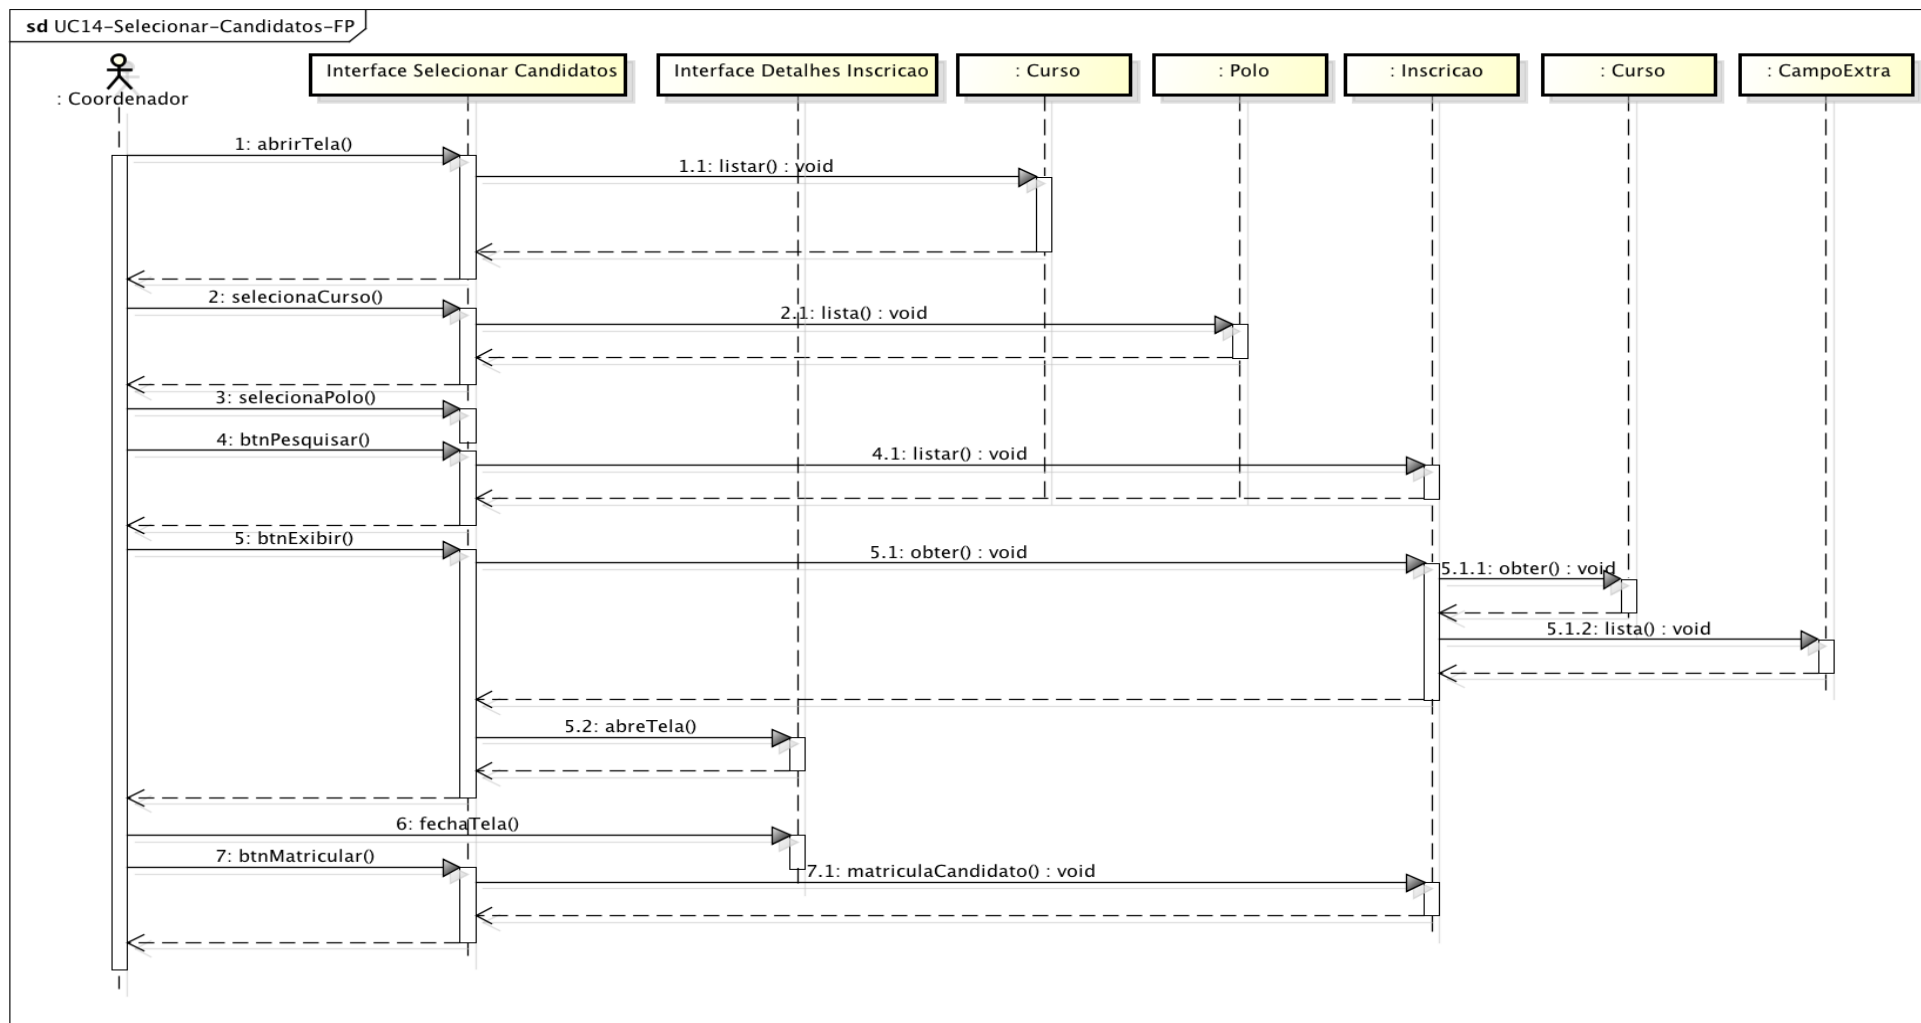 sd UC14-Selecionar-Candidatos-FP
: Coordenador
Interface Selecionar Candidatos
Interface Detalhes Inscricao
: Curso
: Polo
: Inscricao
: Curso
: CampoExtra
1: abrirTela()
1.1: listar() : void
2: selecionaCurso()
2.1: lista() : void
3: selecionaPolo()
4: btnPesquisar()
4.1: listar() : void
5: btnExibir()
5.1: obter() : void
5.1.1: obter() : void
5.1.2: lista() : void
5.2: abreTela()
6: fechaTela()
7: btnMatricular()
7.1: matriculaCandidato() : void